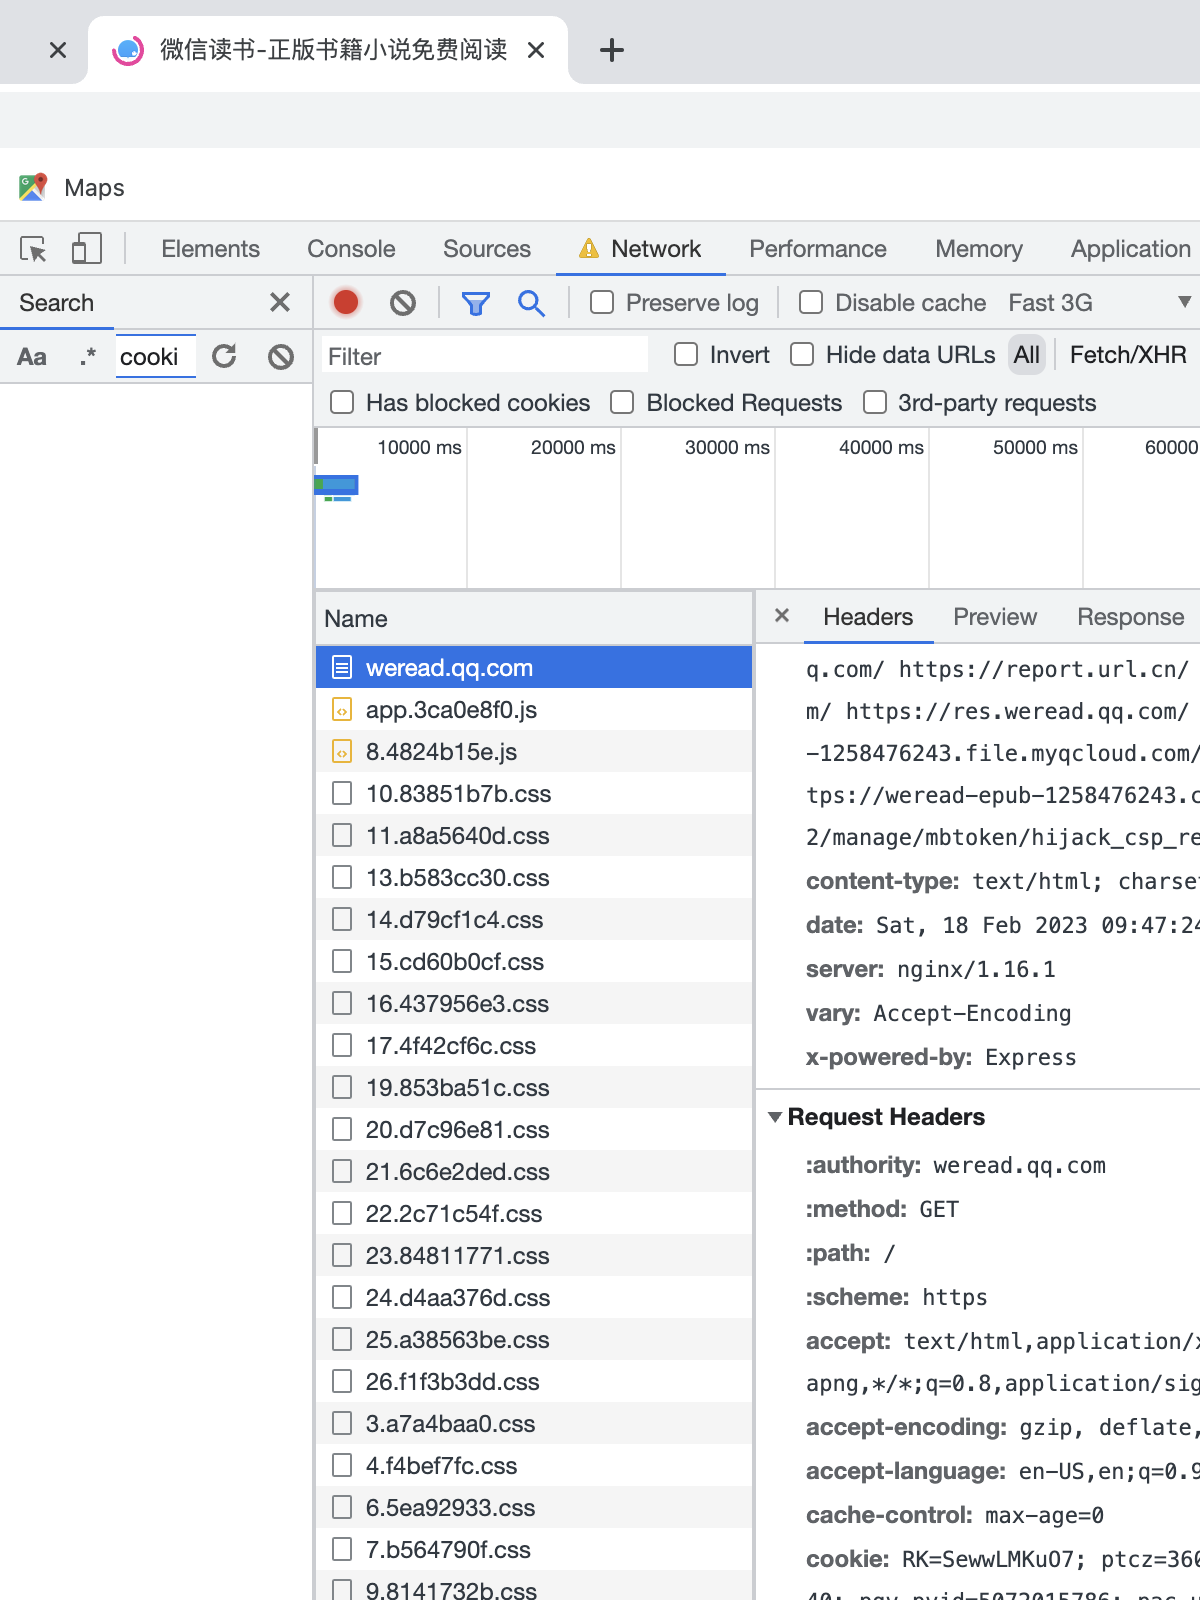 微信读书-正版书籍小说免费阅读
Maps
Elements Console Sources Network Performance Memory Application
Search
Preserve log Disable cache Fast 3G
Aa .* cooki
Filter Invert Hide data URLs All Fetch/XHR
Has blocked cookies Blocked Requests 3rd-party requests
10000 ms 20000 ms 30000 ms 40000 ms 50000 ms 60000
Name
weread.qq.com
app.3ca0e8f0.js
8.4824b15e.js
10.83851b7b.css
11.a8a5640d.css
13.b583cc30.css
14.d79cf1c4.css
15.cd60b0cf.css
16.437956e3.css
17.4f42cf6c.css
19.853ba51c.css
20.d7c96e81.css
21.6c6e2ded.css
22.2c71c54f.css
23.84811771.css
24.d4aa376d.css
25.a38563be.css
26.f1f3b3dd.css
3.a7a4baa0.css
4.f4bef7fc.css
6.5ea92933.css
7.b564790f.css
9.8141732b.css
Headers Preview Response
q.com/ https://report.url.cn/
m/ https://res.weread.qq.com/
-1258476243.file.myqcloud.com/
tps://weread-epub-1258476243.c
2/manage/mbtoken/hijack_csp_re
content-type: text/html; charset
date: Sat, 18 Feb 2023 09:47:24
server: nginx/1.16.1
vary: Accept-Encoding
x-powered-by: Express
Request Headers
:authority: weread.qq.com
:method: GET
:path: /
:scheme: https
accept: text/html,application/x
apng,*/*;q=0.8,application/sig
accept-encoding: gzip, deflate,
accept-language: en-US,en;q=0.9
cache-control: max-age=0
cookie: RK=SewwLMKuO7; ptcz=360
40; pgv_pvid=5072015786; pac_u